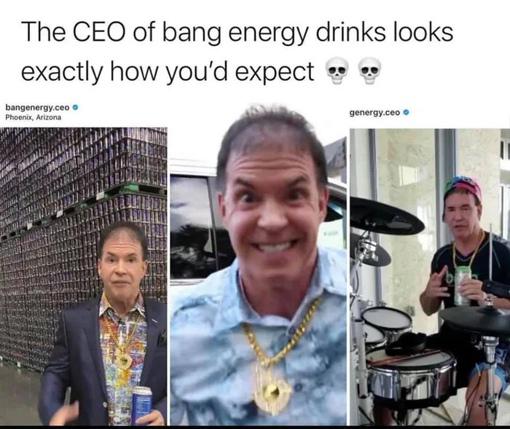 The CEO of bang energy drinks looks
exactly how you'd expect 💀 💀
bangenergy.ceo
Phoenix, Arizona
genergy.ceo